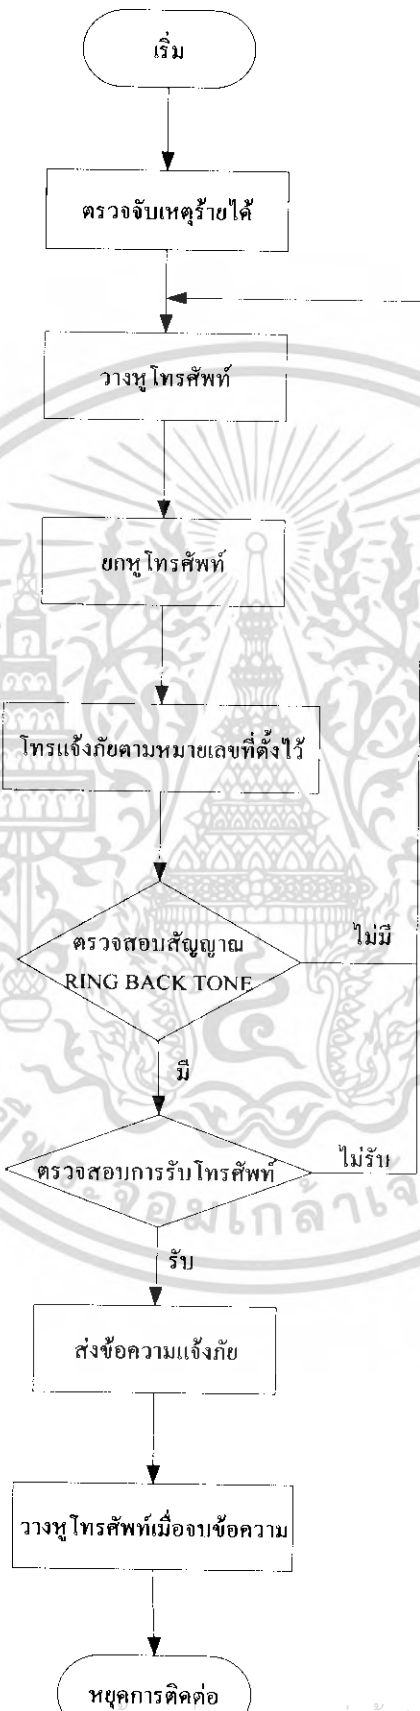 เริ่ม
ตรวจจับเหตุร้ายได้
วางหูโทรศัพท์
ยกหูโทรศัพท์
โทรแจ้งภัยตามหมายเลขที่ตั้งไว้
ตรวจสอบสัญญาณ
RING BACK TONE
ไม่มี
มี
ตรวจสอบการรับโทรศัพท์
ไม่รับ
รับ
ส่งข้อความแจ้งภัย
วางหูโทรศัพท์เมื่อจบข้อความ
หยุดการติดต่อ